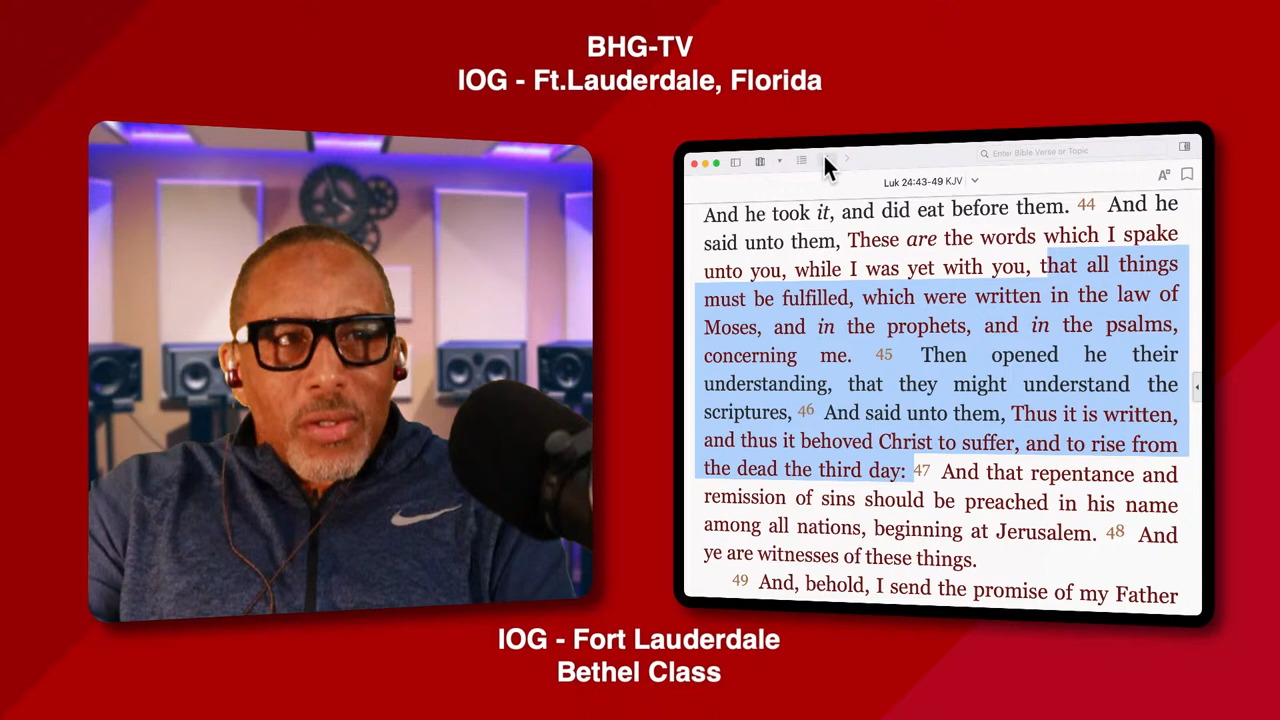 BHG-TV
IOG - Ft.Lauderdale, Florida
Enter Bible Verse or Topic
Luk 24:43-49 KJV
And he took it, and did eat before them. 44 And he
said unto them, These are the words which I spake
unto you, while I was yet with you, that all things
must be fulfilled, which were written in the law of
Moses, and in the prophets, and in the psalms,
concerning me. 45 Then opened he their
understanding, that they might understand the
scriptures, 46 And said unto them, Thus it is written,
and thus it behoved Christ to suffer, and to rise from
the dead the third day: 47 And that repentance and
remission of sins should be preached in his name
among all nations, beginning at Jerusalem. 48 And
ye are witnesses of these things.
49 And, behold, I send the promise of my Father
IOG - Fort Lauderdale
Bethel Class